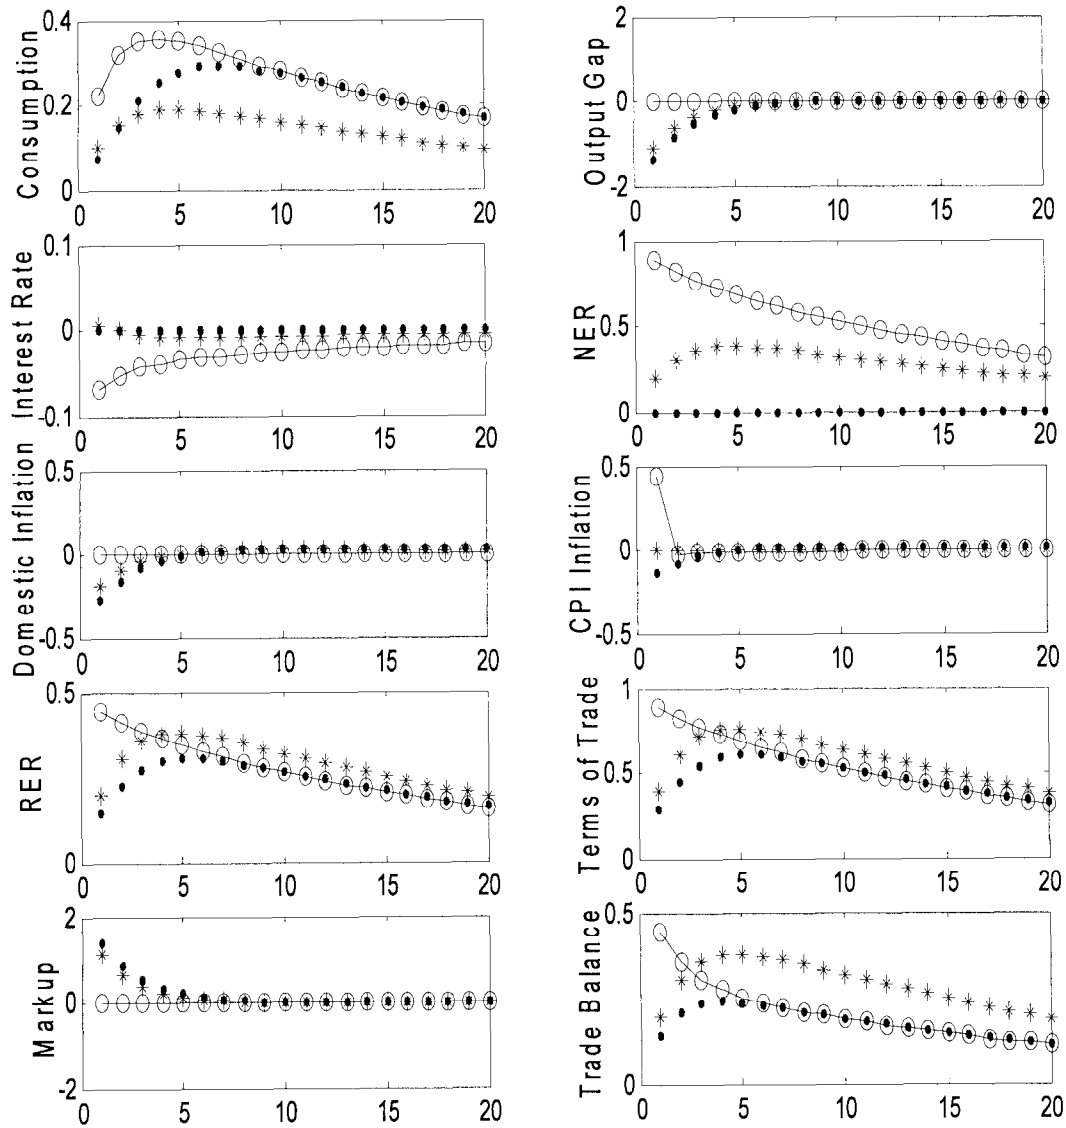 Consumption
0.4
0.2
0
0 5 10 15 20
Output Gap
2
0
-2
0 5 10 15 20
Interest Rate
0.1
0
-0.1
0 5 10 15 20
NER
1
0.5
0
0 5 10 15 20
Domestic Inflation
0.5
0
-0.5
0 5 10 15 20
CPI Inflation
0.5
0
-0.5
0 5 10 15 20
RER
0.5
0
0 5 10 15 20
Terms of Trade
1
0.5
0
0 5 10 15 20
Markup
2
0
-2
0 5 10 15 20
Trade Balance
0.5
0
0 5 10 15 20